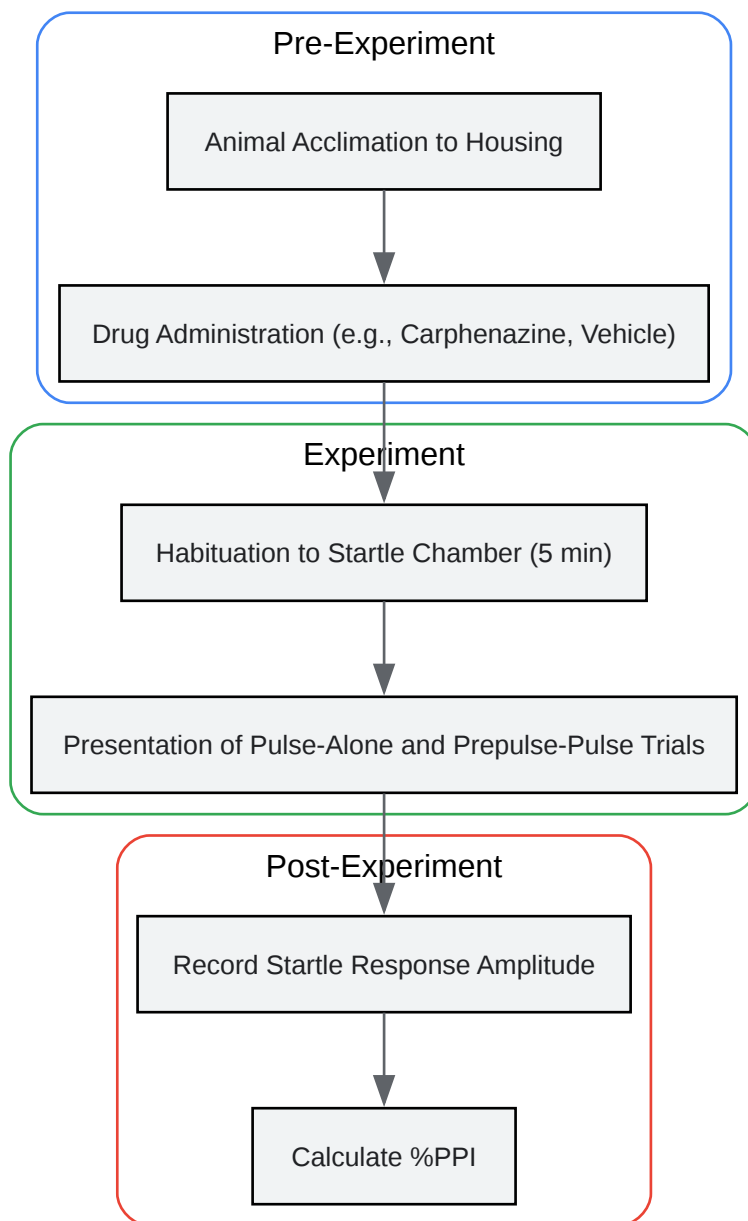 Pre-Experiment
Animal Acclimation to Housing
Drug Administration (e.g., Carphenazine, Vehicle)
Experiment
Habituation to Startle Chamber (5 min)
Presentation of Pulse-Alone and Prepulse-Pulse Trials
Post-Experiment
Record Startle Response Amplitude
Calculate %PPI